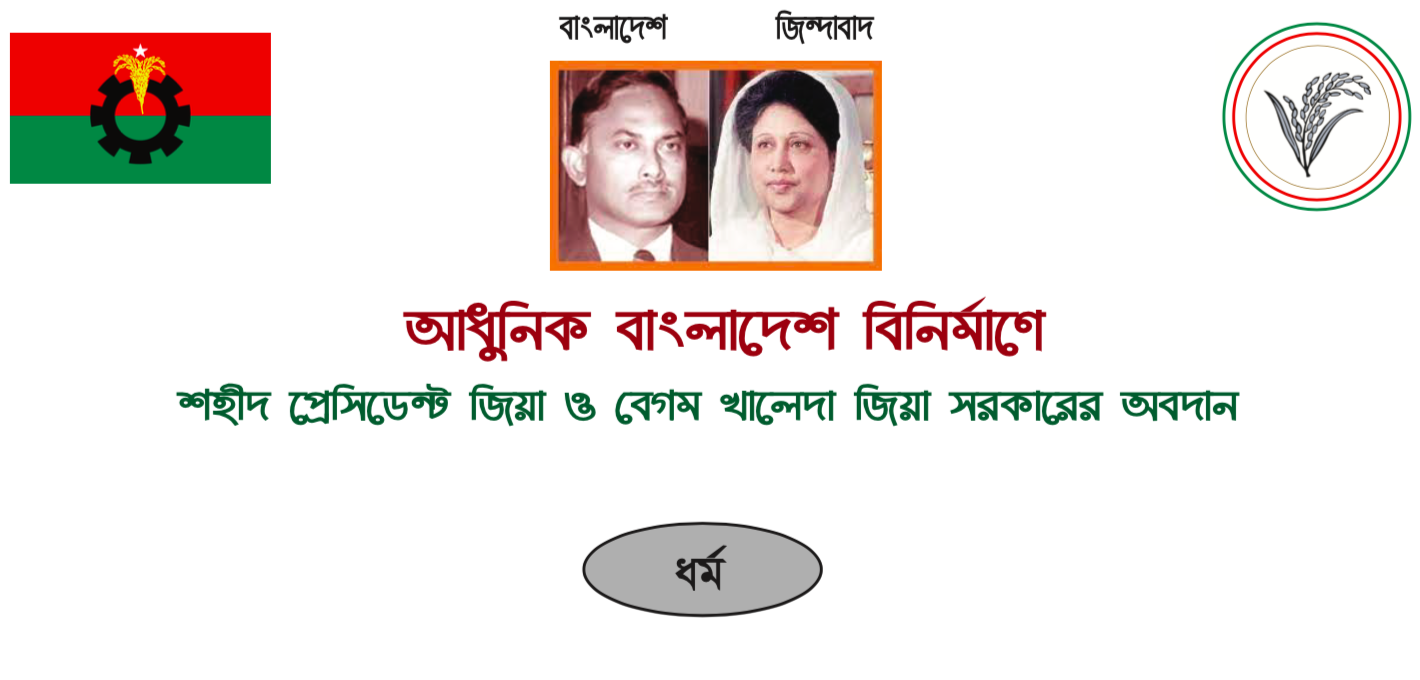 বাংলাদেশ জিন্দাবাদ
আধুনিক বাংলাদেশ বিনির্মাণে
শহীদ প্রেসিডেন্ট জিয়া ও বেগম খালেদা জিয়া সরকারের অবদান
ধর্ম